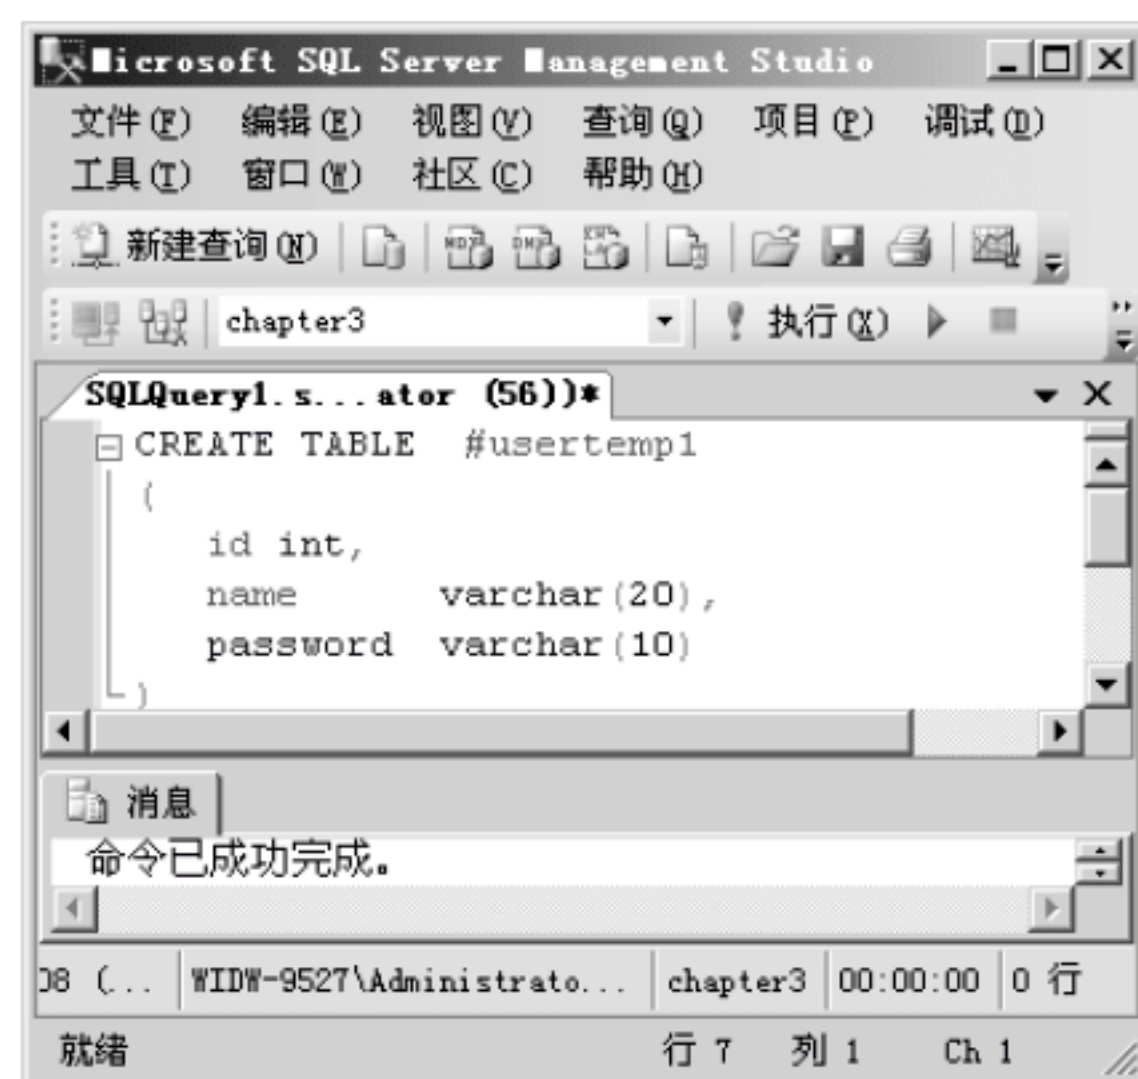 Microsoft SQL Server Management Studio
文件(F) 编辑(E) 视图(V) 查询(Q) 项目(P) 调试(D)
工具(T) 窗口(W) 社区(C) 帮助(H)
新建查询(N)
chapter3 执行(X)
SQLQuery1.s...ator (56))*
CREATE TABLE #usertemp1
(
id int,
name varchar(20),
password varchar(10)
)
消息
命令已成功完成。
08 (... WIDW-9527\Administrato... chapter3 00:00:00 0 行
就绪 行 7 列 1 Ch 1